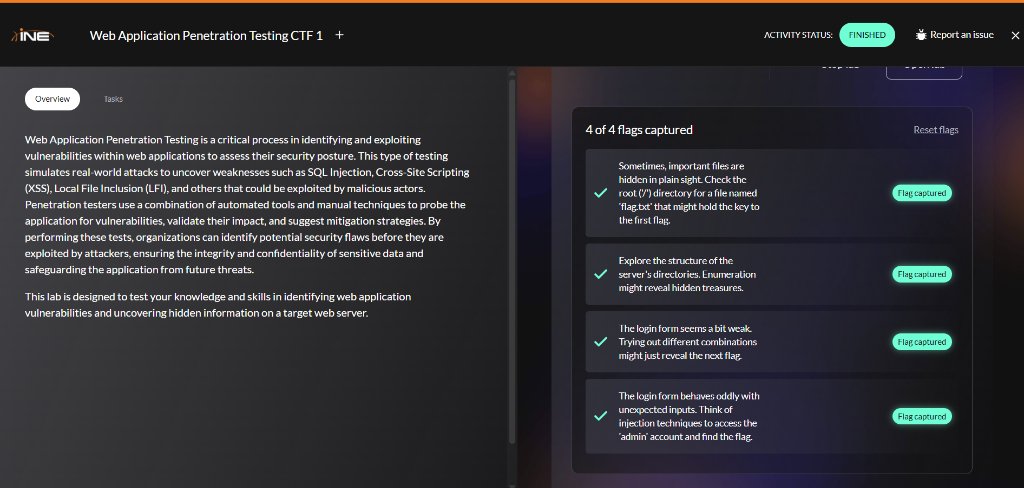 INE
Web Application Penetration Testing CTF 1 +
ACTIVITY STATUS:
FINISHED
Report an issue
Overview
Tasks
Web Application Penetration Testing is a critical process in identifying and exploiting
vulnerabilities within web applications to assess their security posture. This type of testing
simulates real-world attacks to uncover weaknesses such as SQL Injection, Cross-Site Scripting
(XSS), Local File Inclusion (LFI), and others that could be exploited by malicious actors.
Penetration testers use a combination of automated tools and manual techniques to probe the
application for vulnerabilities, validate their impact, and suggest mitigation strategies. By
performing these tests, organizations can identify potential security flaws before they are
exploited by attackers, ensuring the integrity and confidentiality of sensitive data and
safeguarding the application from future threats.
This lab is designed to test your knowledge and skills in identifying web application
vulnerabilities and uncovering hidden information on a target web server.
4 of 4 flags captured
Reset flags
Sometimes, important files are
hidden in plain sight. Check the
root ('/') directory for a file named
'flag.txt' that might hold the key to
the first flag.
Flag captured
Explore the structure of the
server's directories. Enumeration
might reveal hidden treasures.
Flag captured
The login form seems a bit weak.
Trying out different combinations
might just reveal the next flag.
Flag captured
The login form behaves oddly with
unexpected inputs. Think of
injection techniques to access the
'admin' account and find the flag.
Flag captured